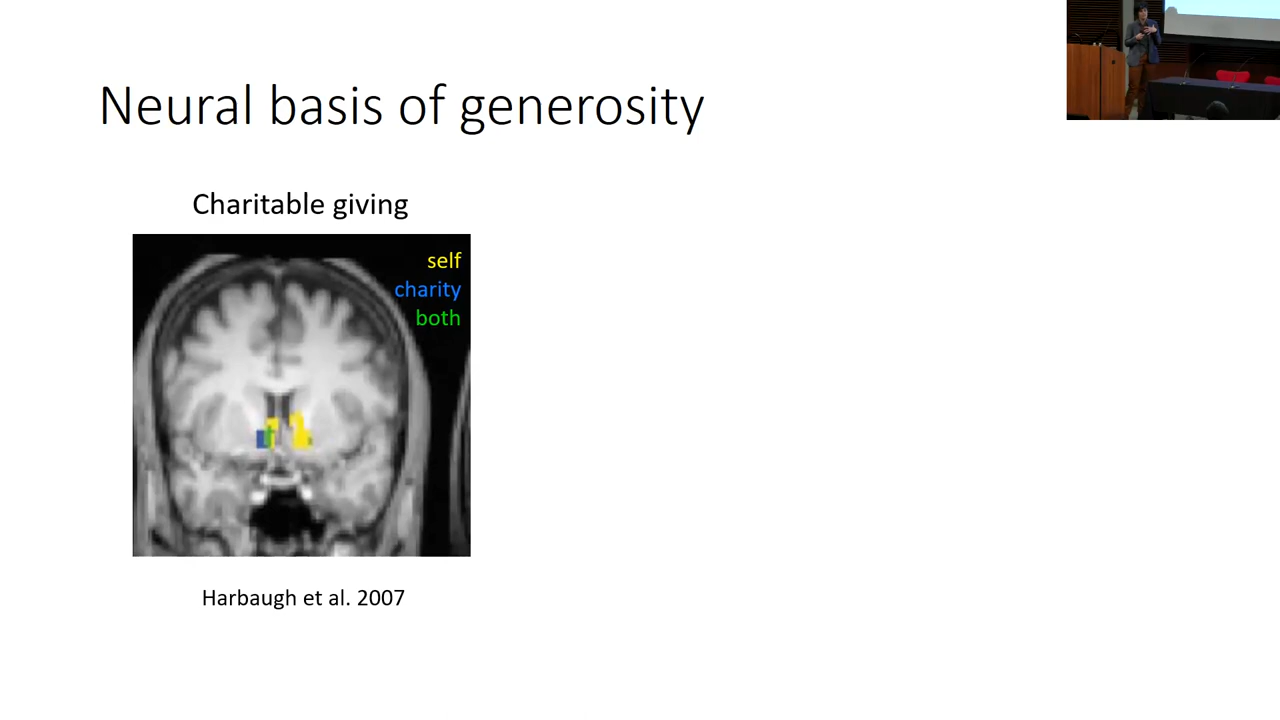 Neural basis of generosity
Charitable giving
self
charity
both
Harbaugh et al. 2007